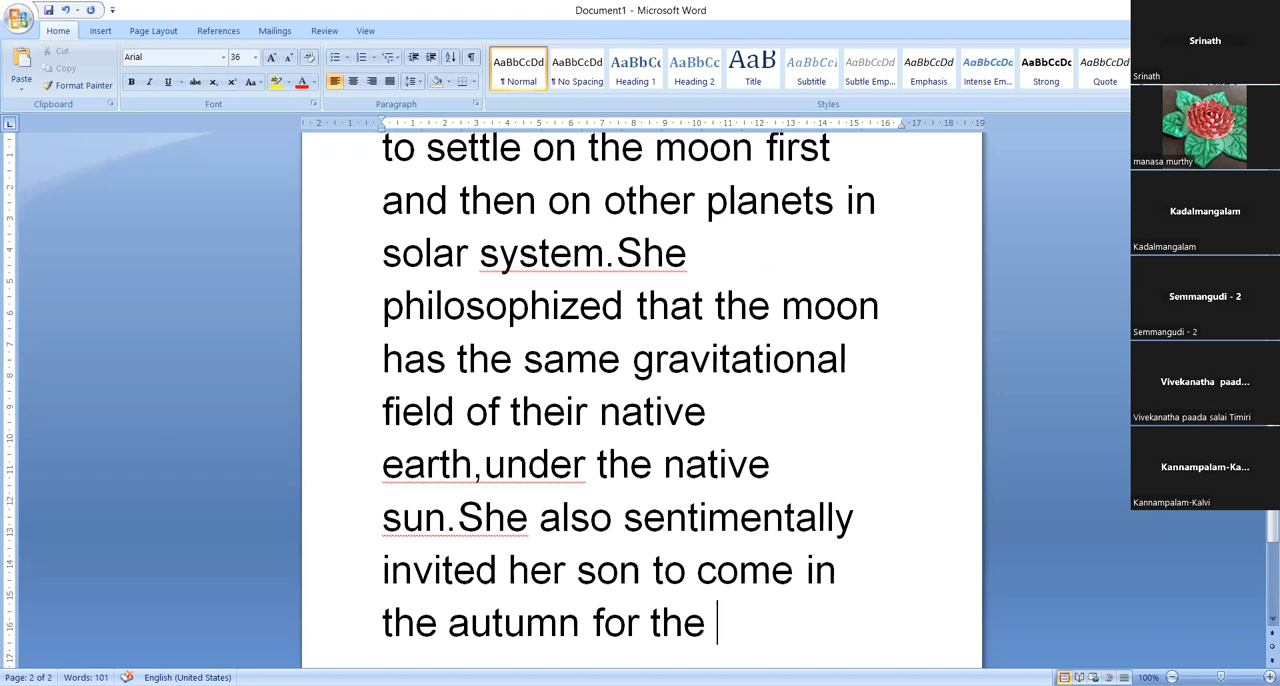 Document1 - Microsoft Word
Home Insert Page Layout References Mailings Review View
Paste
Cut
Copy
Format Painter
Clipboard
Arial 36
Font
Paragraph
AaBbCcDd AaBbCcDd AaBbCc AaBbCc AaB AaBbCcI AaBbCcDd AaBbCcDd AaBbCcDd AaBbCcDd AaBbCcDd
¶ Normal ¶ No Spacing Heading 1 Heading 2 Title Subtitle Subtle Emp... Emphasis Intense Em... Strong Quote
Styles
to settle on the moon first
and then on other planets in
solar system.She
philosophized that the moon
has the same gravitational
field of their native
earth,under the native
sun.She also sentimentally
invited her son to come in
the autumn for the
Page: 2 of 2 Words: 101 English (United States) 100%
Srinath
Srinath
manasa murthy
Kadalmangalam
Kadalmangalam
Semmangudi - 2
Semmangudi - 2
Vivekanatha paad...
Vivekanatha paada salai Timiri
Kannampalam-Ka...
Kannampalam-Kalvi